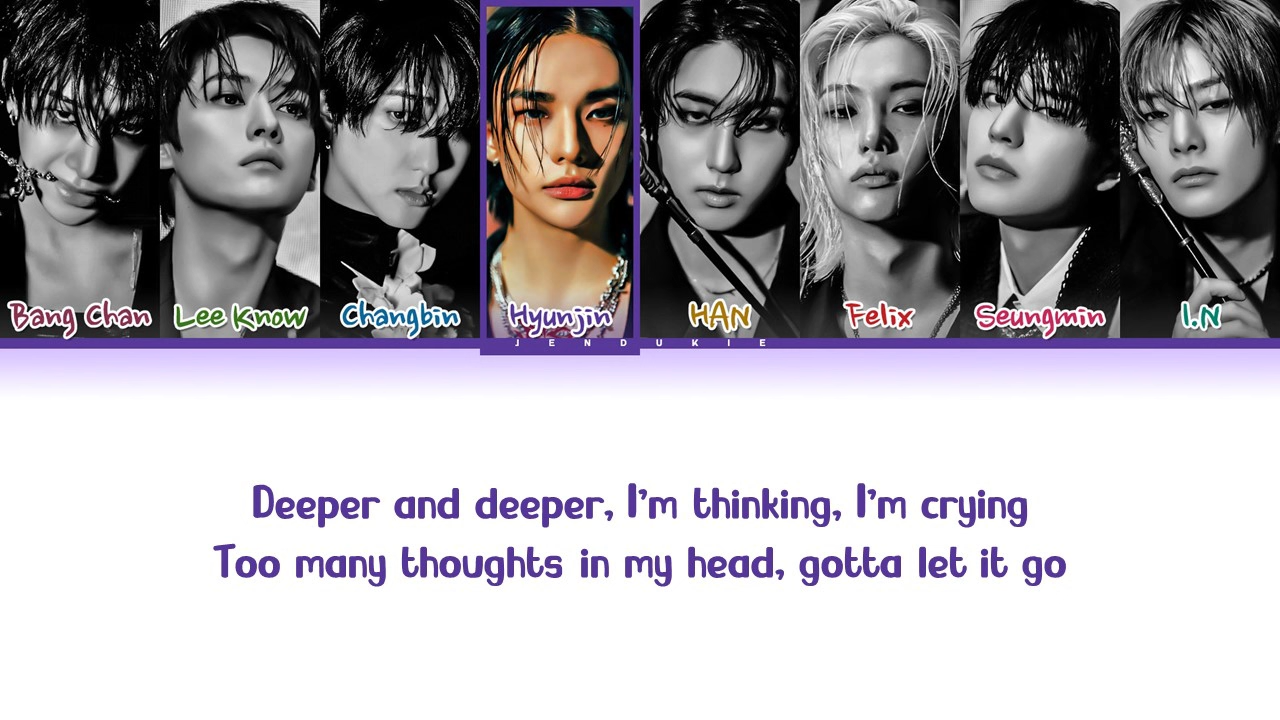 Bang Chan
Lee Know
Changbin
Hyunjin
HAN
Felix
Seungmin
I.N
JENDUKIE
Deeper and deeper, I'm thinking, I'm crying
Too many thoughts in my head, gotta let it go